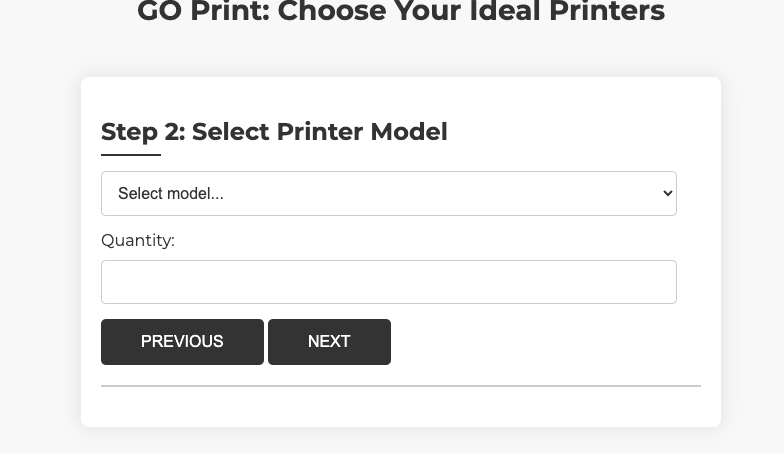 GO Print: Choose Your Ideal Printers
Step 2: Select Printer Model
Select model...
Quantity:
PREVIOUS NEXT